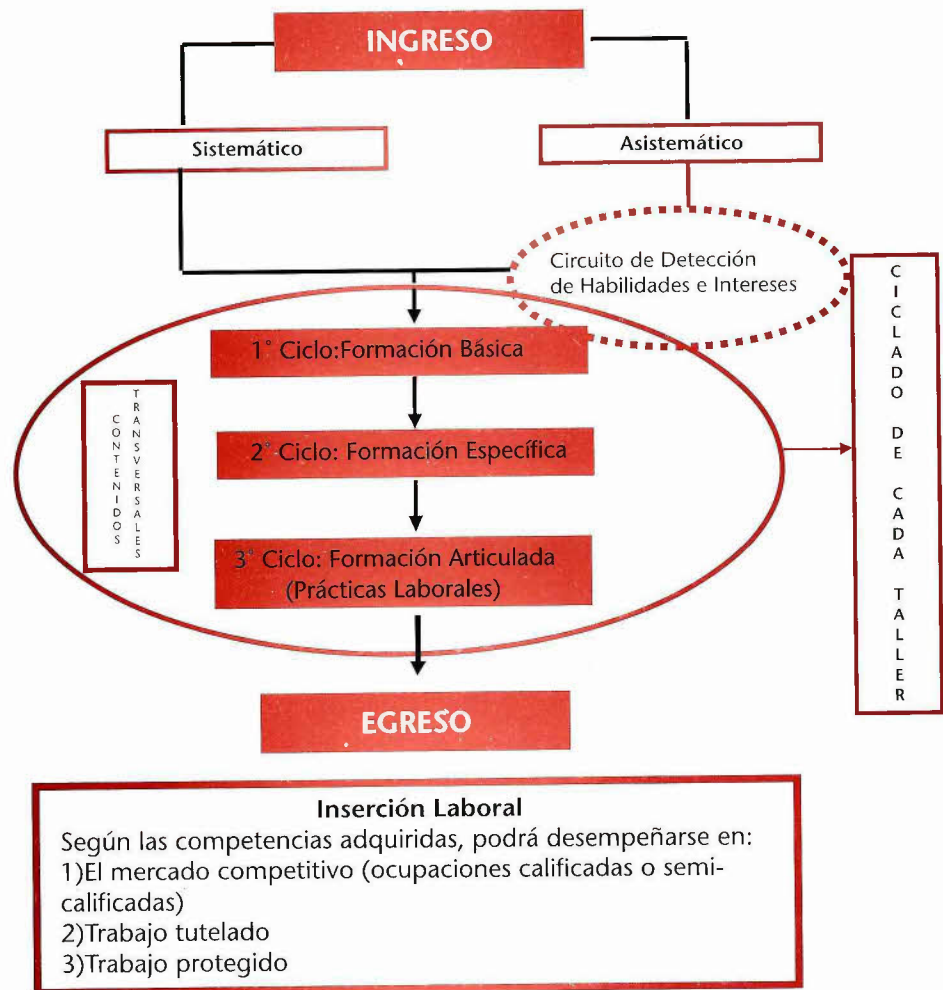 INGRESO
Sistemático
Asistemático
Circuito de Detección
de Habilidades e Intereses
1° Ciclo:Formación Básica
2° Ciclo: Formación Específica
3° Ciclo: Formación Articulada
(Prácticas Laborales)
CONTENIDOS
TRANSVERSALES
CICLADO DE CADA TALLER
EGRESO
Inserción Laboral
Según las competencias adquiridas, podrá desempeñarse en:
1)El mercado competitivo (ocupaciones calificadas o semi-
calificadas)
2)Trabajo tutelado
3)Trabajo protegido